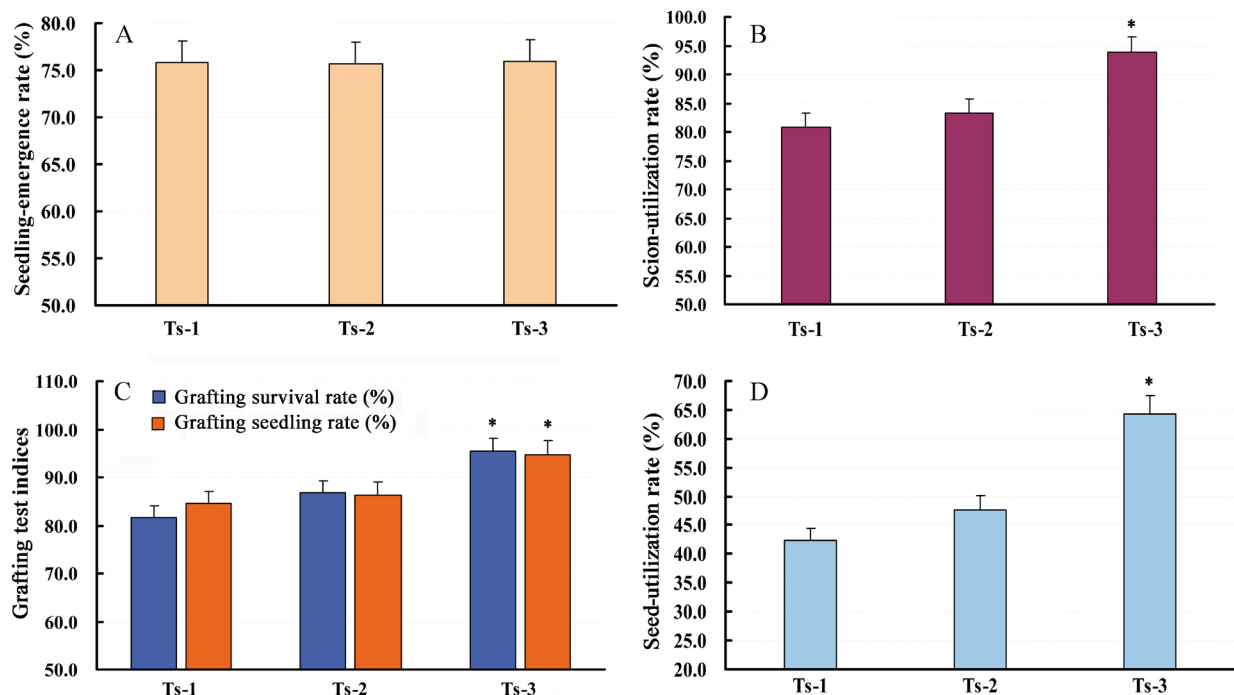 A
Seedling-emergence rate (%)
80.0
75.0
70.0
65.0
60.0
55.0
50.0
Ts-1 Ts-2 Ts-3
B
*
Scion-utilization rate (%)
100.0
95.0
90.0
85.0
80.0
75.0
70.0
65.0
60.0
55.0
50.0
Ts-1 Ts-2 Ts-3
C
Grafting survival rate (%)
Grafting seedling rate (%)
* *
Grafting test indices
110.0
100.0
90.0
80.0
70.0
60.0
50.0
Ts-1 Ts-2 Ts-3
D
*
Seed-utilization rate (%)
70.0
65.0
60.0
55.0
50.0
45.0
40.0
35.0
30.0
25.0
20.0
Ts-1 Ts-2 Ts-3